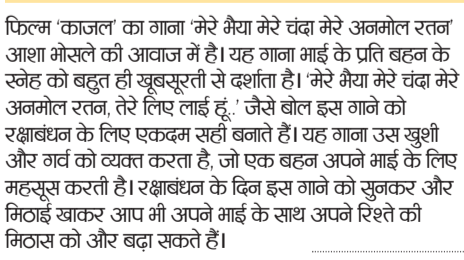 फिल्म ‘काजल’ का गाना ‘मेरे भैया मेरे चंदा मेरे अनमोल रतन’
आशा भोसले की आवाज में है। यह गाना भाई के प्रति बहन के
स्नेह को बहुत ही खूबसूरती से दर्शाता है। ‘मेरे भैया मेरे चंदा मेरे
अनमोल रतन, तेरे लिए लाई हूं..’ जैसे बोल इस गाने को
रक्षाबंधन के लिए एकदम सही बनाते हैं। यह गाना उस खुशी
और गर्व को व्यक्त करता है, जो एक बहन अपने भाई के लिए
महसूस करती है। रक्षाबंधन के दिन इस गाने को सुनकर और
मिठाई खाकर आप भी अपने भाई के साथ अपने रिश्ते की
मिठास को और बढ़ा सकते हैं।